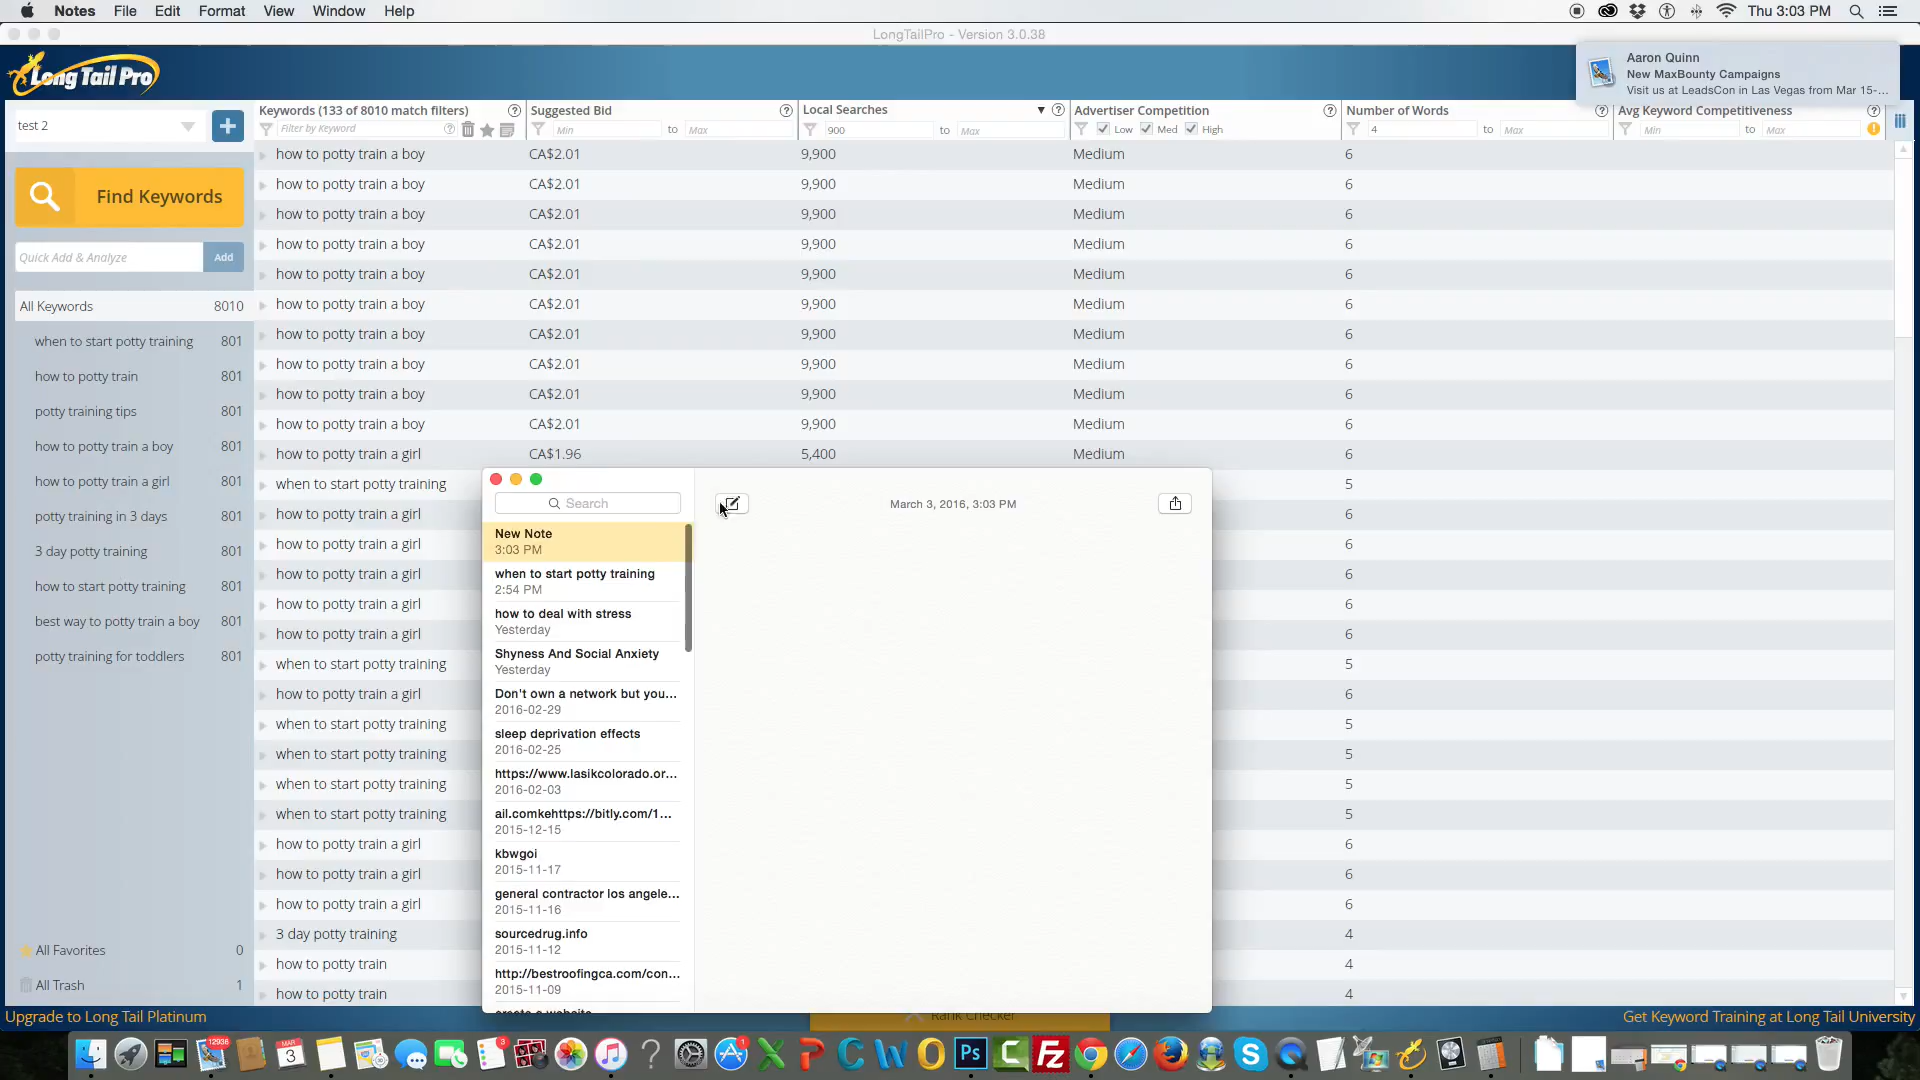 Notes File Edit Format View Window Help Thu 3:03 PM
LongTailPro - Version 3.0.38
Long Tail Pro
Aaron Quinn
New MaxBounty Campaigns
Visit us at LeadsCon in Las Vegas from Mar 15-...
test 2
Keywords (133 of 8010 match filters) Suggested Bid Local Searches Advertiser Competition Number of Words Avg Keyword Competitiveness
Filter by Keyword Min to Max 900 to Max Low Med High 4 to Max Min to Max
Find Keywords
Quick Add & Analyze Add
All Keywords 8010
when to start potty training 801
how to potty train 801
potty training tips 801
how to potty train a boy 801
how to potty train a girl 801
potty training in 3 days 801
3 day potty training 801
how to start potty training 801
best way to potty train a boy 801
potty training for toddlers 801
All Favorites 0
All Trash 1
how to potty train a boy CA$2.01 9,900 Medium 6
how to potty train a boy CA$2.01 9,900 Medium 6
how to potty train a boy CA$2.01 9,900 Medium 6
how to potty train a boy CA$2.01 9,900 Medium 6
how to potty train a boy CA$2.01 9,900 Medium 6
how to potty train a boy CA$2.01 9,900 Medium 6
how to potty train a boy CA$2.01 9,900 Medium 6
how to potty train a boy CA$2.01 9,900 Medium 6
how to potty train a boy CA$2.01 9,900 Medium 6
how to potty train a boy CA$2.01 9,900 Medium 6
how to potty train a girl CA$1.96 5,400 Medium 6
when to start potty training 5
how to potty train a girl 6
how to potty train a girl 6
how to potty train a girl 6
how to potty train a girl 6
how to potty train a girl 6
when to start potty training 5
how to potty train a girl 6
when to start potty training 5
when to start potty training 5
when to start potty training 5
when to start potty training 5
how to potty train a girl 6
how to potty train a girl 6
how to potty train a girl 6
3 day potty training 4
how to potty train 4
how to potty train 4
Search
March 3, 2016, 3:03 PM
New Note
3:03 PM
when to start potty training
2:54 PM
how to deal with stress
Yesterday
Shyness And Social Anxiety
Yesterday
Don't own a network but you...
2016-02-29
sleep deprivation effects
2016-02-25
https://www.lasikcolorado.or...
2016-02-03
ail.comkehttps://bitly.com/1...
2015-12-15
kbwgoi
2015-11-17
general contractor los angele...
2015-11-16
sourcedrug.info
2015-11-12
http://bestroofingca.com/con...
2015-11-09
create a website
Upgrade to Long Tail Platinum
Rank Checker
Get Keyword Training at Long Tail University
12936
MAR
3
3
1
Ps
Fz